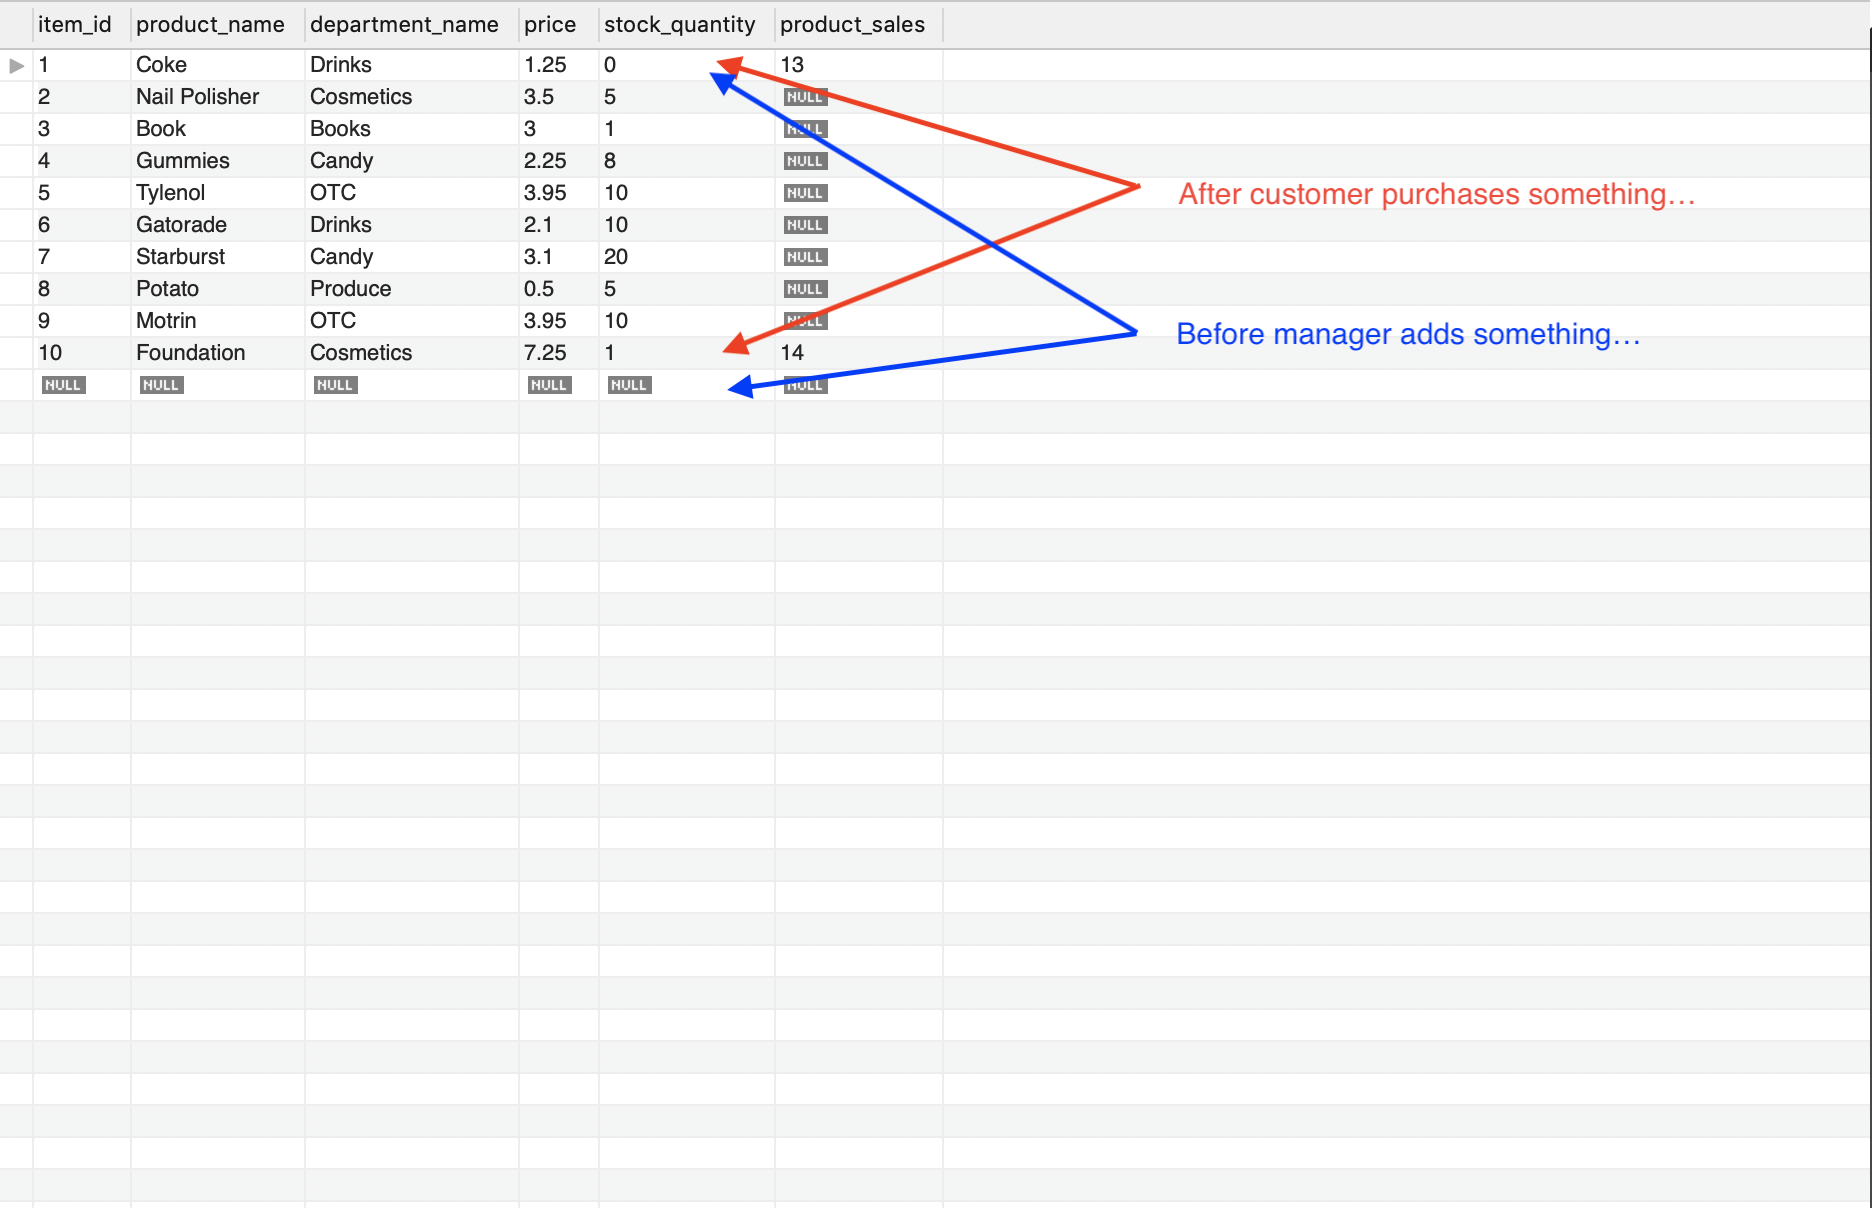 item_id product_name department_name price stock_quantity product_sales
1 Coke Drinks 1.25 0 13
2 Nail Polisher Cosmetics 3.5 5 NULL
3 Book Books 3 1 NULL
4 Gummies Candy 2.25 8 NULL
5 Tylenol OTC 3.95 10 NULL
After customer purchases something…
6 Gatorade Drinks 2.1 10 NULL
7 Starburst Candy 3.1 20 NULL
8 Potato Produce 0.5 5 NULL
9 Motrin OTC 3.95 10 NULL
Before manager adds something…
10 Foundation Cosmetics 7.25 1 14
NULL NULL NULL NULL NULL NULL